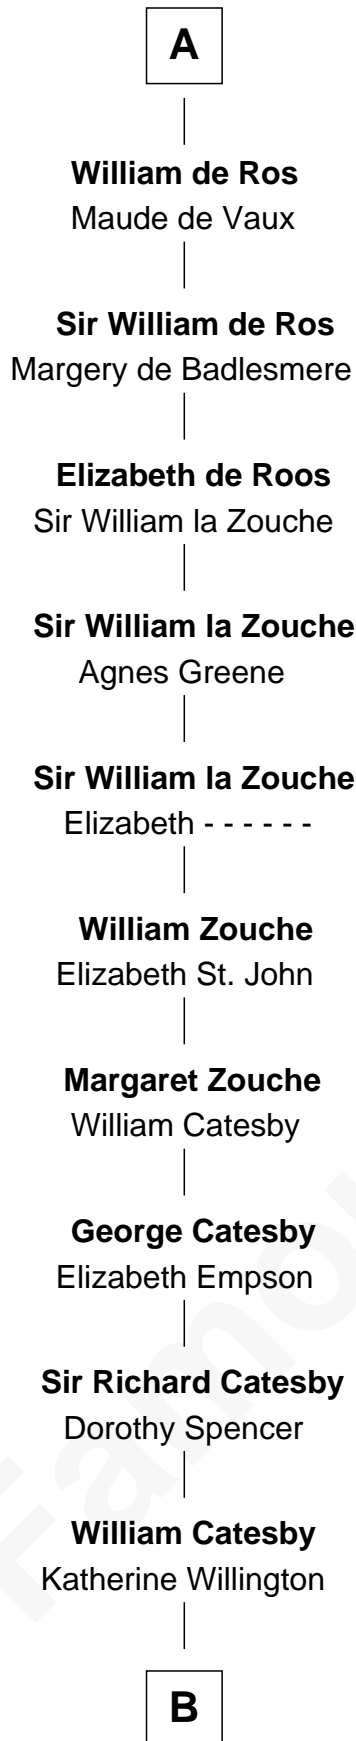 A
William de Ros
Maude de Vaux
Sir William de Ros
Margery de Badlesmere
Elizabeth de Roos
Sir William la Zouche
Sir William la Zouche
Agnes Greene
Sir William la Zouche
Elizabeth - - - - - -
William Zouche
Elizabeth St. John
Margaret Zouche
William Catesby
George Catesby
Elizabeth Empson
Sir Richard Catesby
Dorothy Spencer
William Catesby
Katherine Willington
B